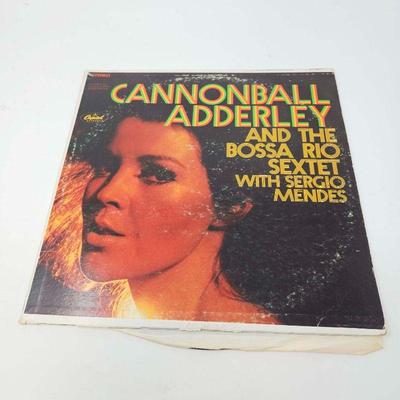 STEREO
CANNONBALL
ADDERLEY
Capitol
AND THE
BOSSA RIO
SEXTET
WITH SERGIO
MENDES